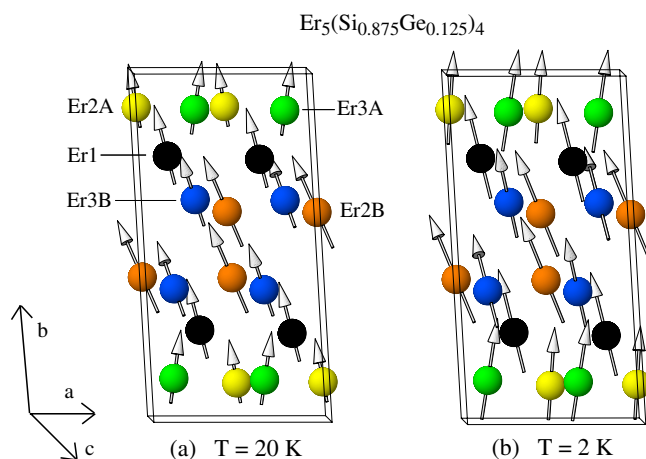 Er5(Si0.875Ge0.125)4
Er2A
Er3A
Er1
Er3B
Er2B
b
a
c
(a) T = 20 K
(b) T = 2 K